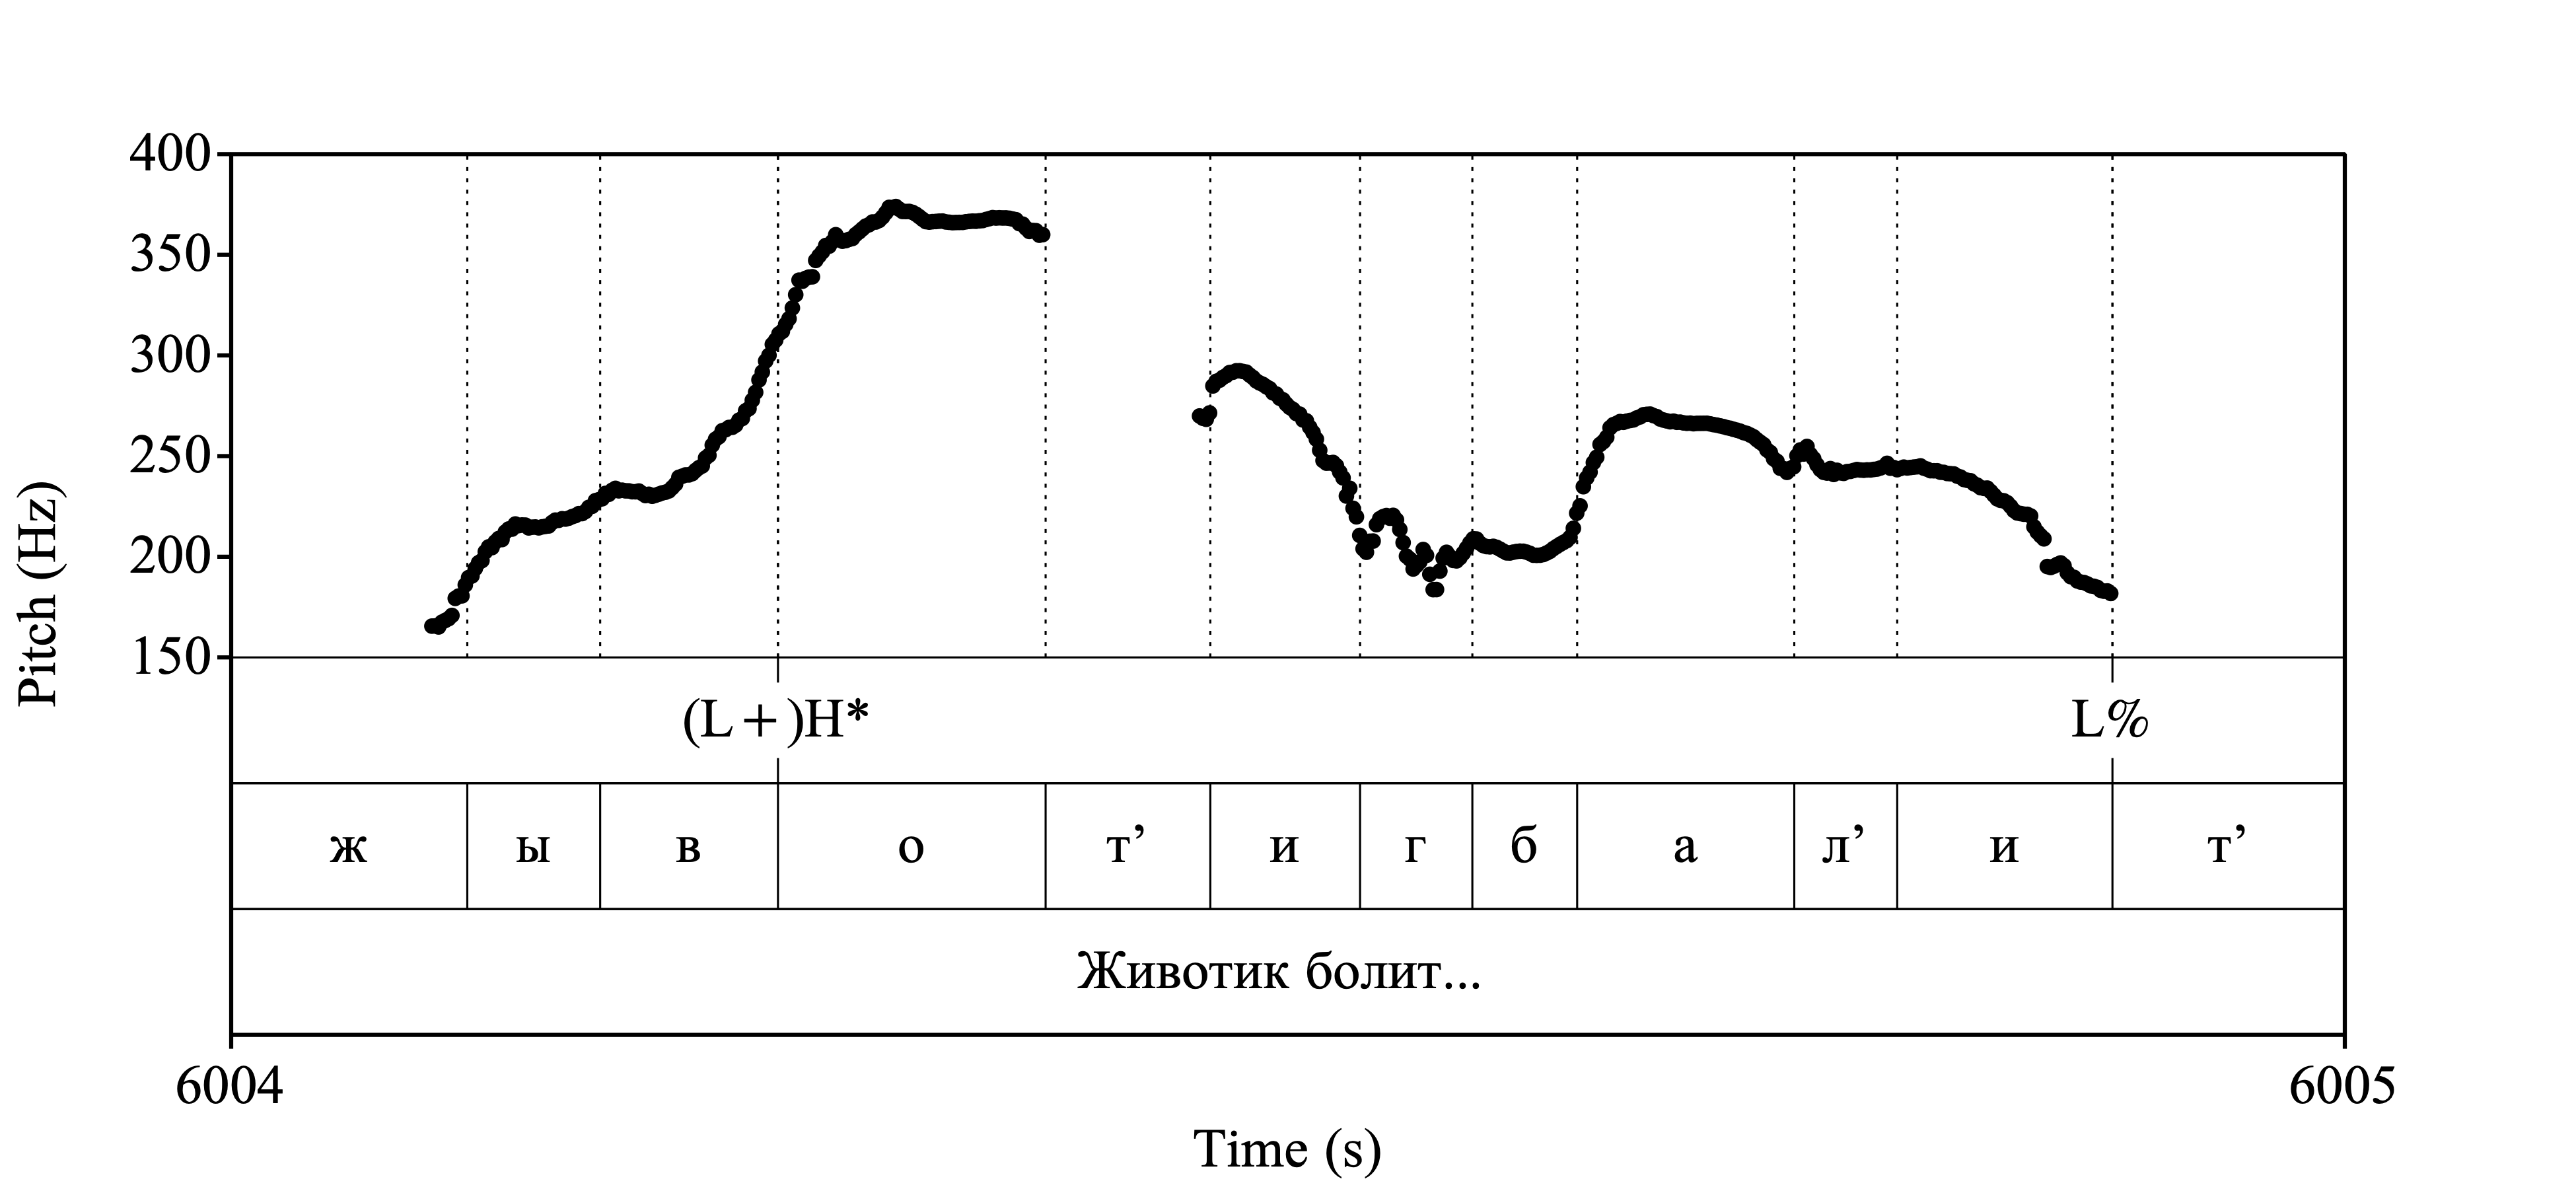 400
350
300
250
200
150
Pitch (Hz)
(L+)H* L%
ж ы в о т’ и г б а л’ и т’
Животик болит...
6004 6005
Time (s)